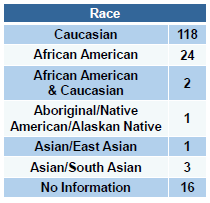 Race
Caucasian 118
African American 24
African American
& Caucasian 2
Aboriginal/Native
American/Alaskan Native 1
Asian/East Asian 1
Asian/South Asian 3
No Information 16